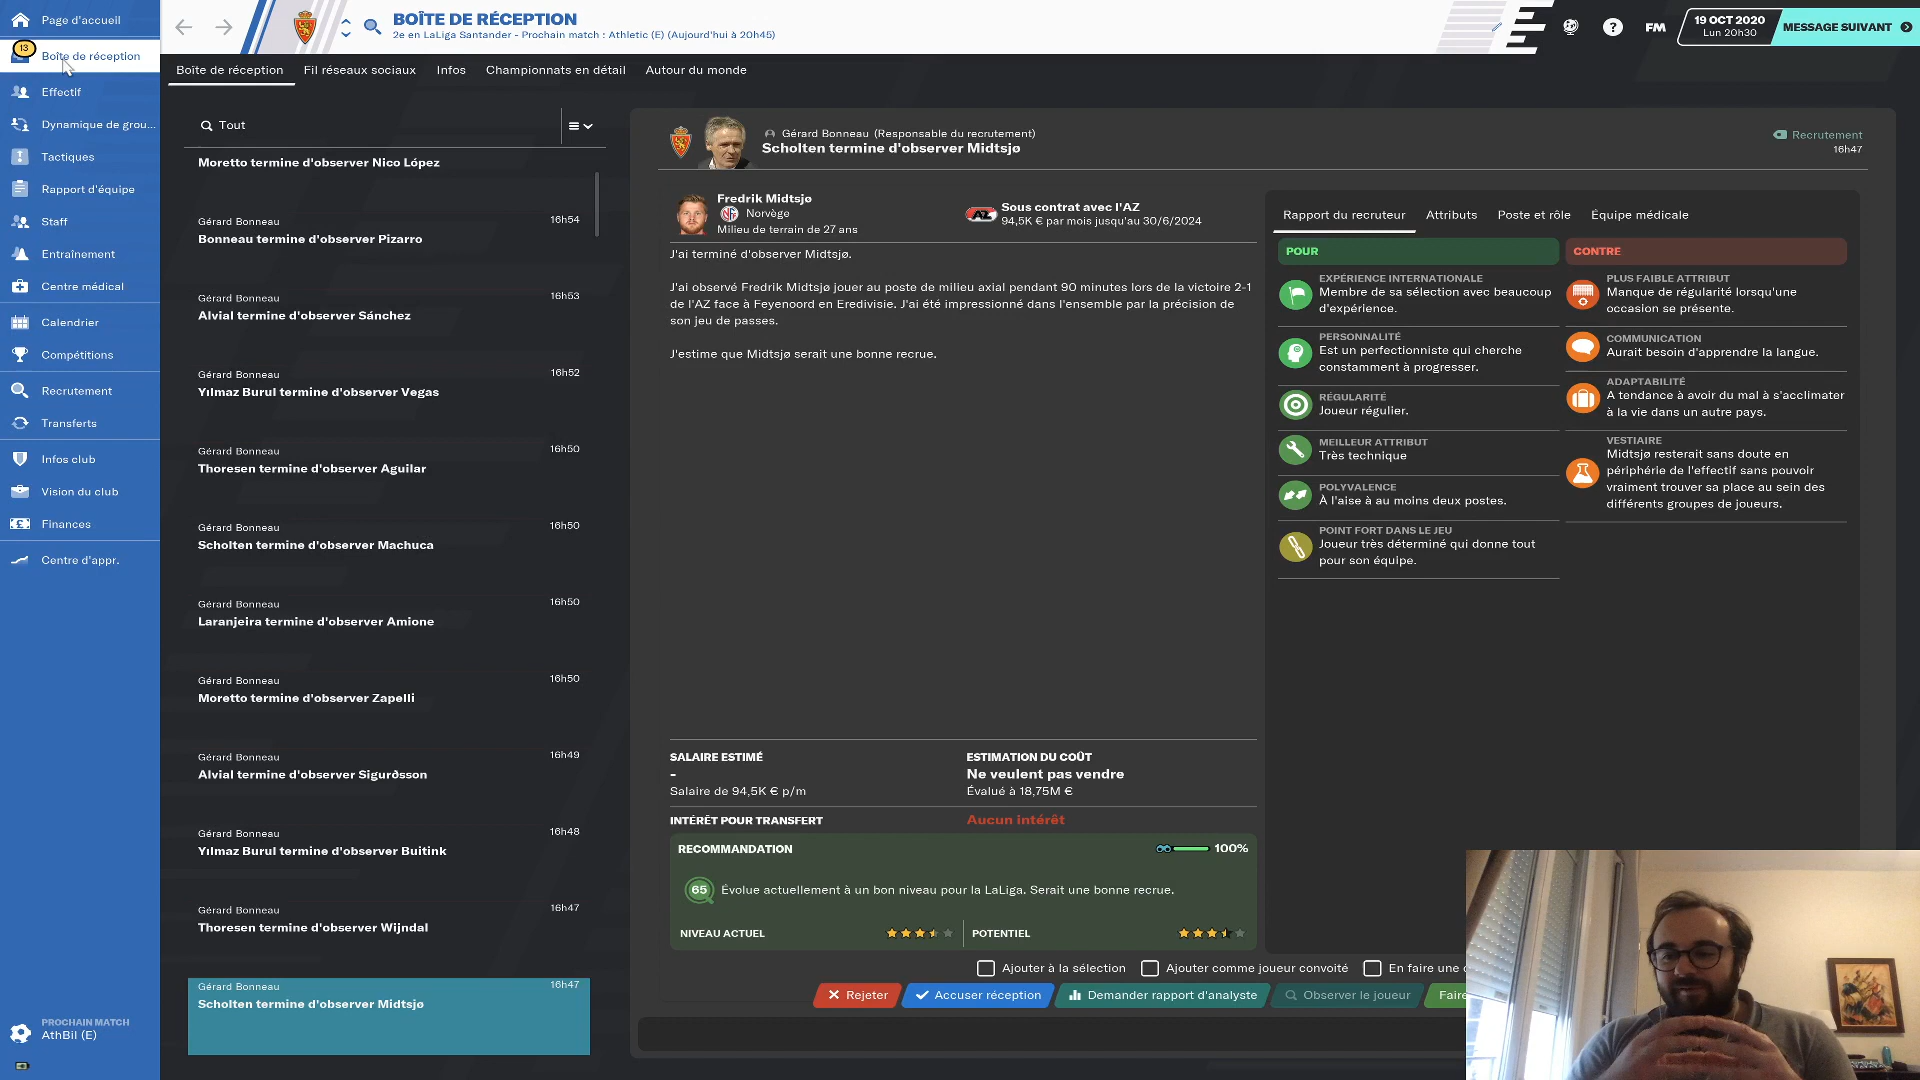 Page d'accueil
13
Boîte de réception
Effectif
Dynamique de grou...
Tactiques
Rapport d'équipe
Staff
Entraînement
Centre médical
Calendrier
Compétitions
Recrutement
Transferts
Infos club
Vision du club
Finances
Centre d'appr.
PROCHAIN MATCH
AthBil (E)
BOÎTE DE RÉCEPTION
2e en LaLiga Santander - Prochain match : Athletic (E) (Aujourd'hui à 20h45)
FM
19 OCT 2020
Lun 20h30
MESSAGE SUIVANT
Boîte de réception
Fil réseaux sociaux
Infos
Championnats en détail
Autour du monde
Tout
Moretto termine d'observer Nico López
Gérard Bonneau
16h54
Bonneau termine d'observer Pizarro
Gérard Bonneau
16h53
Alvial termine d'observer Sánchez
Gérard Bonneau
16h52
Yılmaz Burul termine d'observer Vegas
Gérard Bonneau
16h50
Thoresen termine d'observer Aguilar
Gérard Bonneau
16h50
Scholten termine d'observer Machuca
Gérard Bonneau
16h50
Laranjeira termine d'observer Amione
Gérard Bonneau
16h50
Moretto termine d'observer Zapelli
Gérard Bonneau
16h49
Alvial termine d'observer Sigurðsson
Gérard Bonneau
16h48
Yılmaz Burul termine d'observer Buitink
Gérard Bonneau
16h47
Thoresen termine d'observer Wijndal
Gérard Bonneau
16h47
Scholten termine d'observer Midtsjø
Gérard Bonneau (Responsable du recrutement)
Scholten termine d'observer Midtsjø
Recrutement
16h47
Fredrik Midtsjø
Norvège
Milieu de terrain de 27 ans
AZ
Sous contrat avec l'AZ
94,5K € par mois jusqu'au 30/6/2024
J'ai terminé d'observer Midtsjø.
J'ai observé Fredrik Midtsjø jouer au poste de milieu axial pendant 90 minutes lors de la victoire 2-1
de l'AZ face à Feyenoord en Eredivisie. J'ai été impressionné dans l'ensemble par la précision de
son jeu de passes.
J'estime que Midtsjø serait une bonne recrue.
SALAIRE ESTIMÉ
-
Salaire de 94,5K € p/m
ESTIMATION DU COÛT
Ne veulent pas vendre
Évalué à 18,75M €
INTÉRÊT POUR TRANSFERT
Aucun intérêt
RECOMMANDATION
100%
65
Évolue actuellement à un bon niveau pour la LaLiga. Serait une bonne recrue.
NIVEAU ACTUEL
POTENTIEL
Rapport du recruteur
Attributs
Poste et rôle
Équipe médicale
POUR
EXPÉRIENCE INTERNATIONALE
Membre de sa sélection avec beaucoup
d'expérience.
PERSONNALITÉ
Est un perfectionniste qui cherche
constamment à progresser.
RÉGULARITÉ
Joueur régulier.
MEILLEUR ATTRIBUT
Très technique
POLYVALENCE
À l'aise à au moins deux postes.
POINT FORT DANS LE JEU
Joueur très déterminé qui donne tout
pour son équipe.
CONTRE
PLUS FAIBLE ATTRIBUT
Manque de régularité lorsqu'une
occasion se présente.
COMMUNICATION
Aurait besoin d'apprendre la langue.
ADAPTABILITÉ
A tendance à avoir du mal à s'acclimater
à la vie dans un autre pays.
VESTIAIRE
Midtsjø resterait sans doute en
périphérie de l'effectif sans pouvoir
vraiment trouver sa place au sein des
différents groupes de joueurs.
Ajouter à la sélection
Ajouter comme joueur convoité
En faire une
Rejeter
Accuser réception
Demander rapport d'analyste
Observer le joueur
Faire